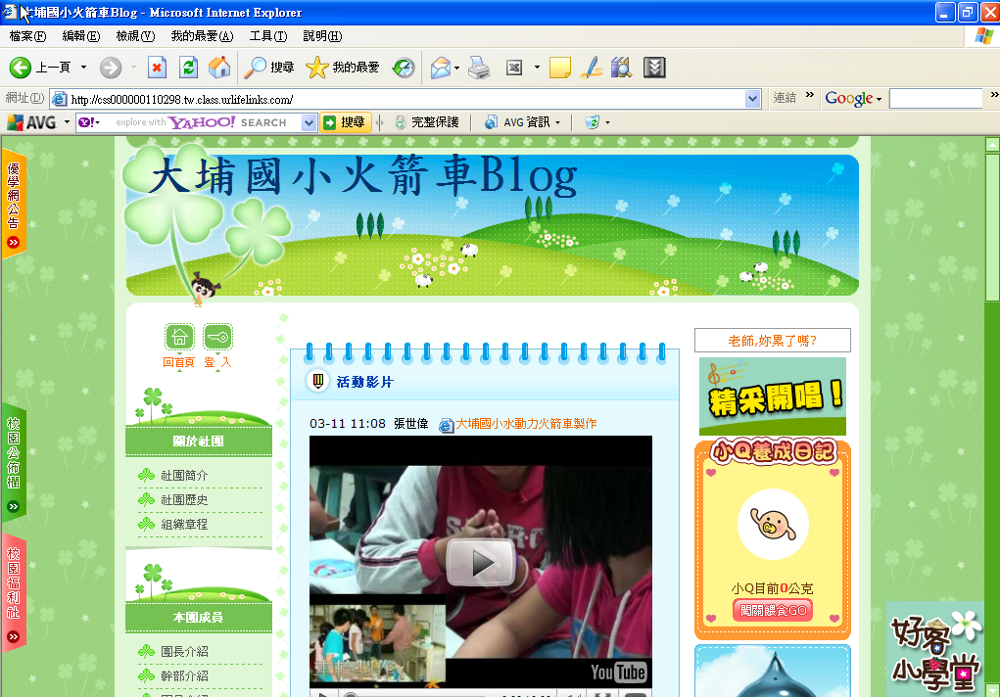 大埔國小火箭車Blog - Microsoft Internet Explorer
檔案(F) 編輯(E) 檢視(V) 我的最愛(A) 工具(T) 說明(H)
上一頁 搜尋 我的最愛
網址(D) http://css000000110298.tw.class.urlifelinks.com/ 連結 » Google »
AVG Y! explore with YAHOO! SEARCH 搜尋 完整保護 AVG 資訊
優學網公告
大埔國小火箭車Blog
回首頁 登 入
老師,妳累了嗎?
精采開唱！
活動影片
03-11 11:08 張世偉 大埔國小水動力火箭車製作
YouTube
小Q養成日記
小Q目前0公克
闖關餵食GO
關於社團
社團簡介
社團歷史
組織章程
本團成員
團長介紹
幹部介紹
校園公佈欄
校園福利社
好客小學堂